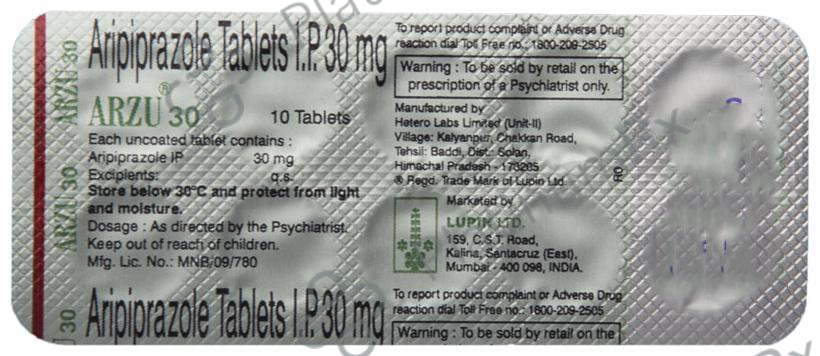 Aripiprazole Tablets I.P. 30 mg
ARZU® 30
10 Tablets
Each uncoated tablet contains :
Aripiprazole IP 30 mg
Excipients: q.s.
Store below 30°C and protect from light
and moisture.
Dosage : As directed by the Psychiatrist.
Keep out of reach of children.
Mfg. Lic. No.: MNB/09/780
Aripiprazole Tablets I.P. 30 mg
ARZU 30
ARZU 30
ARZU 30
30
To report product complaint or Adverse Drug
reaction dial Toll Free no.: 1800-209-2505
Warning : To be sold by retail on the
prescription of a Psychiatrist only.
Manufactured by
Hetero Labs Limited (Unit-II)
Village: Kalyanpur, Chakkan Road,
Tehsil: Baddi, Dist.: Solan,
Himachal Pradesh - 173205
® Regd. Trade Mark of Lupin Ltd.
R0
Marketed by
LUPIN LTD.
159, C.S.T. Road,
Kalina, Santacruz (East),
Mumbai - 400 098, INDIA.
To report product complaint or Adverse Drug
reaction dial Toll Free no.: 1800-209-2505
Warning : To be sold by retail on the